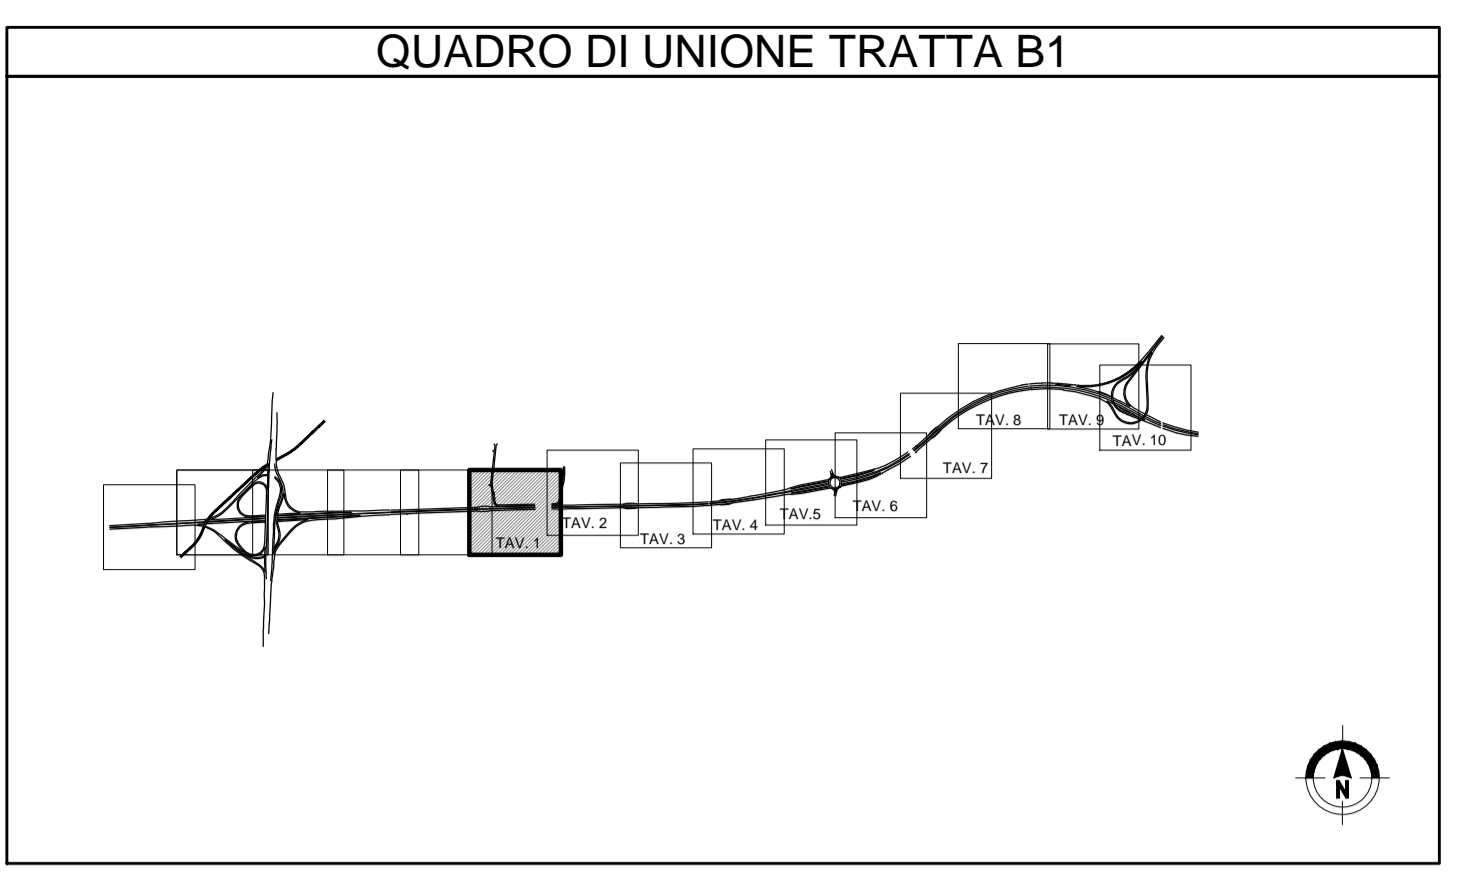 QUADRO DI UNIONE TRATTA B1
TAV. 1
TAV. 2
TAV. 3
TAV. 4
TAV.5
TAV. 6
TAV. 7
TAV. 8
TAV. 9
TAV. 10
N